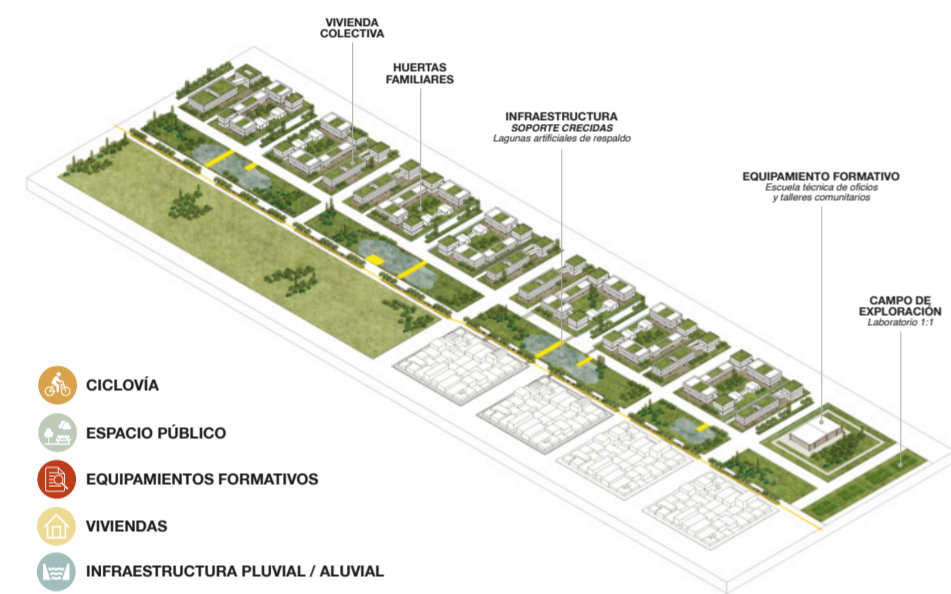 VIVIENDA
COLECTIVA
HUERTAS
FAMILIARES
INFRAESTRUCTURA
SOPORTE CRECIDAS
Lagunas artificiales de respaldo
EQUIPAMIENTO FORMATIVO
Escuela técnica de oficios
y talleres comunitarios
CAMPO DE
EXPLORACIÓN
Laboratorio 1:1
CICLOVÍA
ESPACIO PÚBLICO
EQUIPAMIENTOS FORMATIVOS
VIVIENDAS
INFRAESTRUCTURA PLUVIAL / ALUVIAL